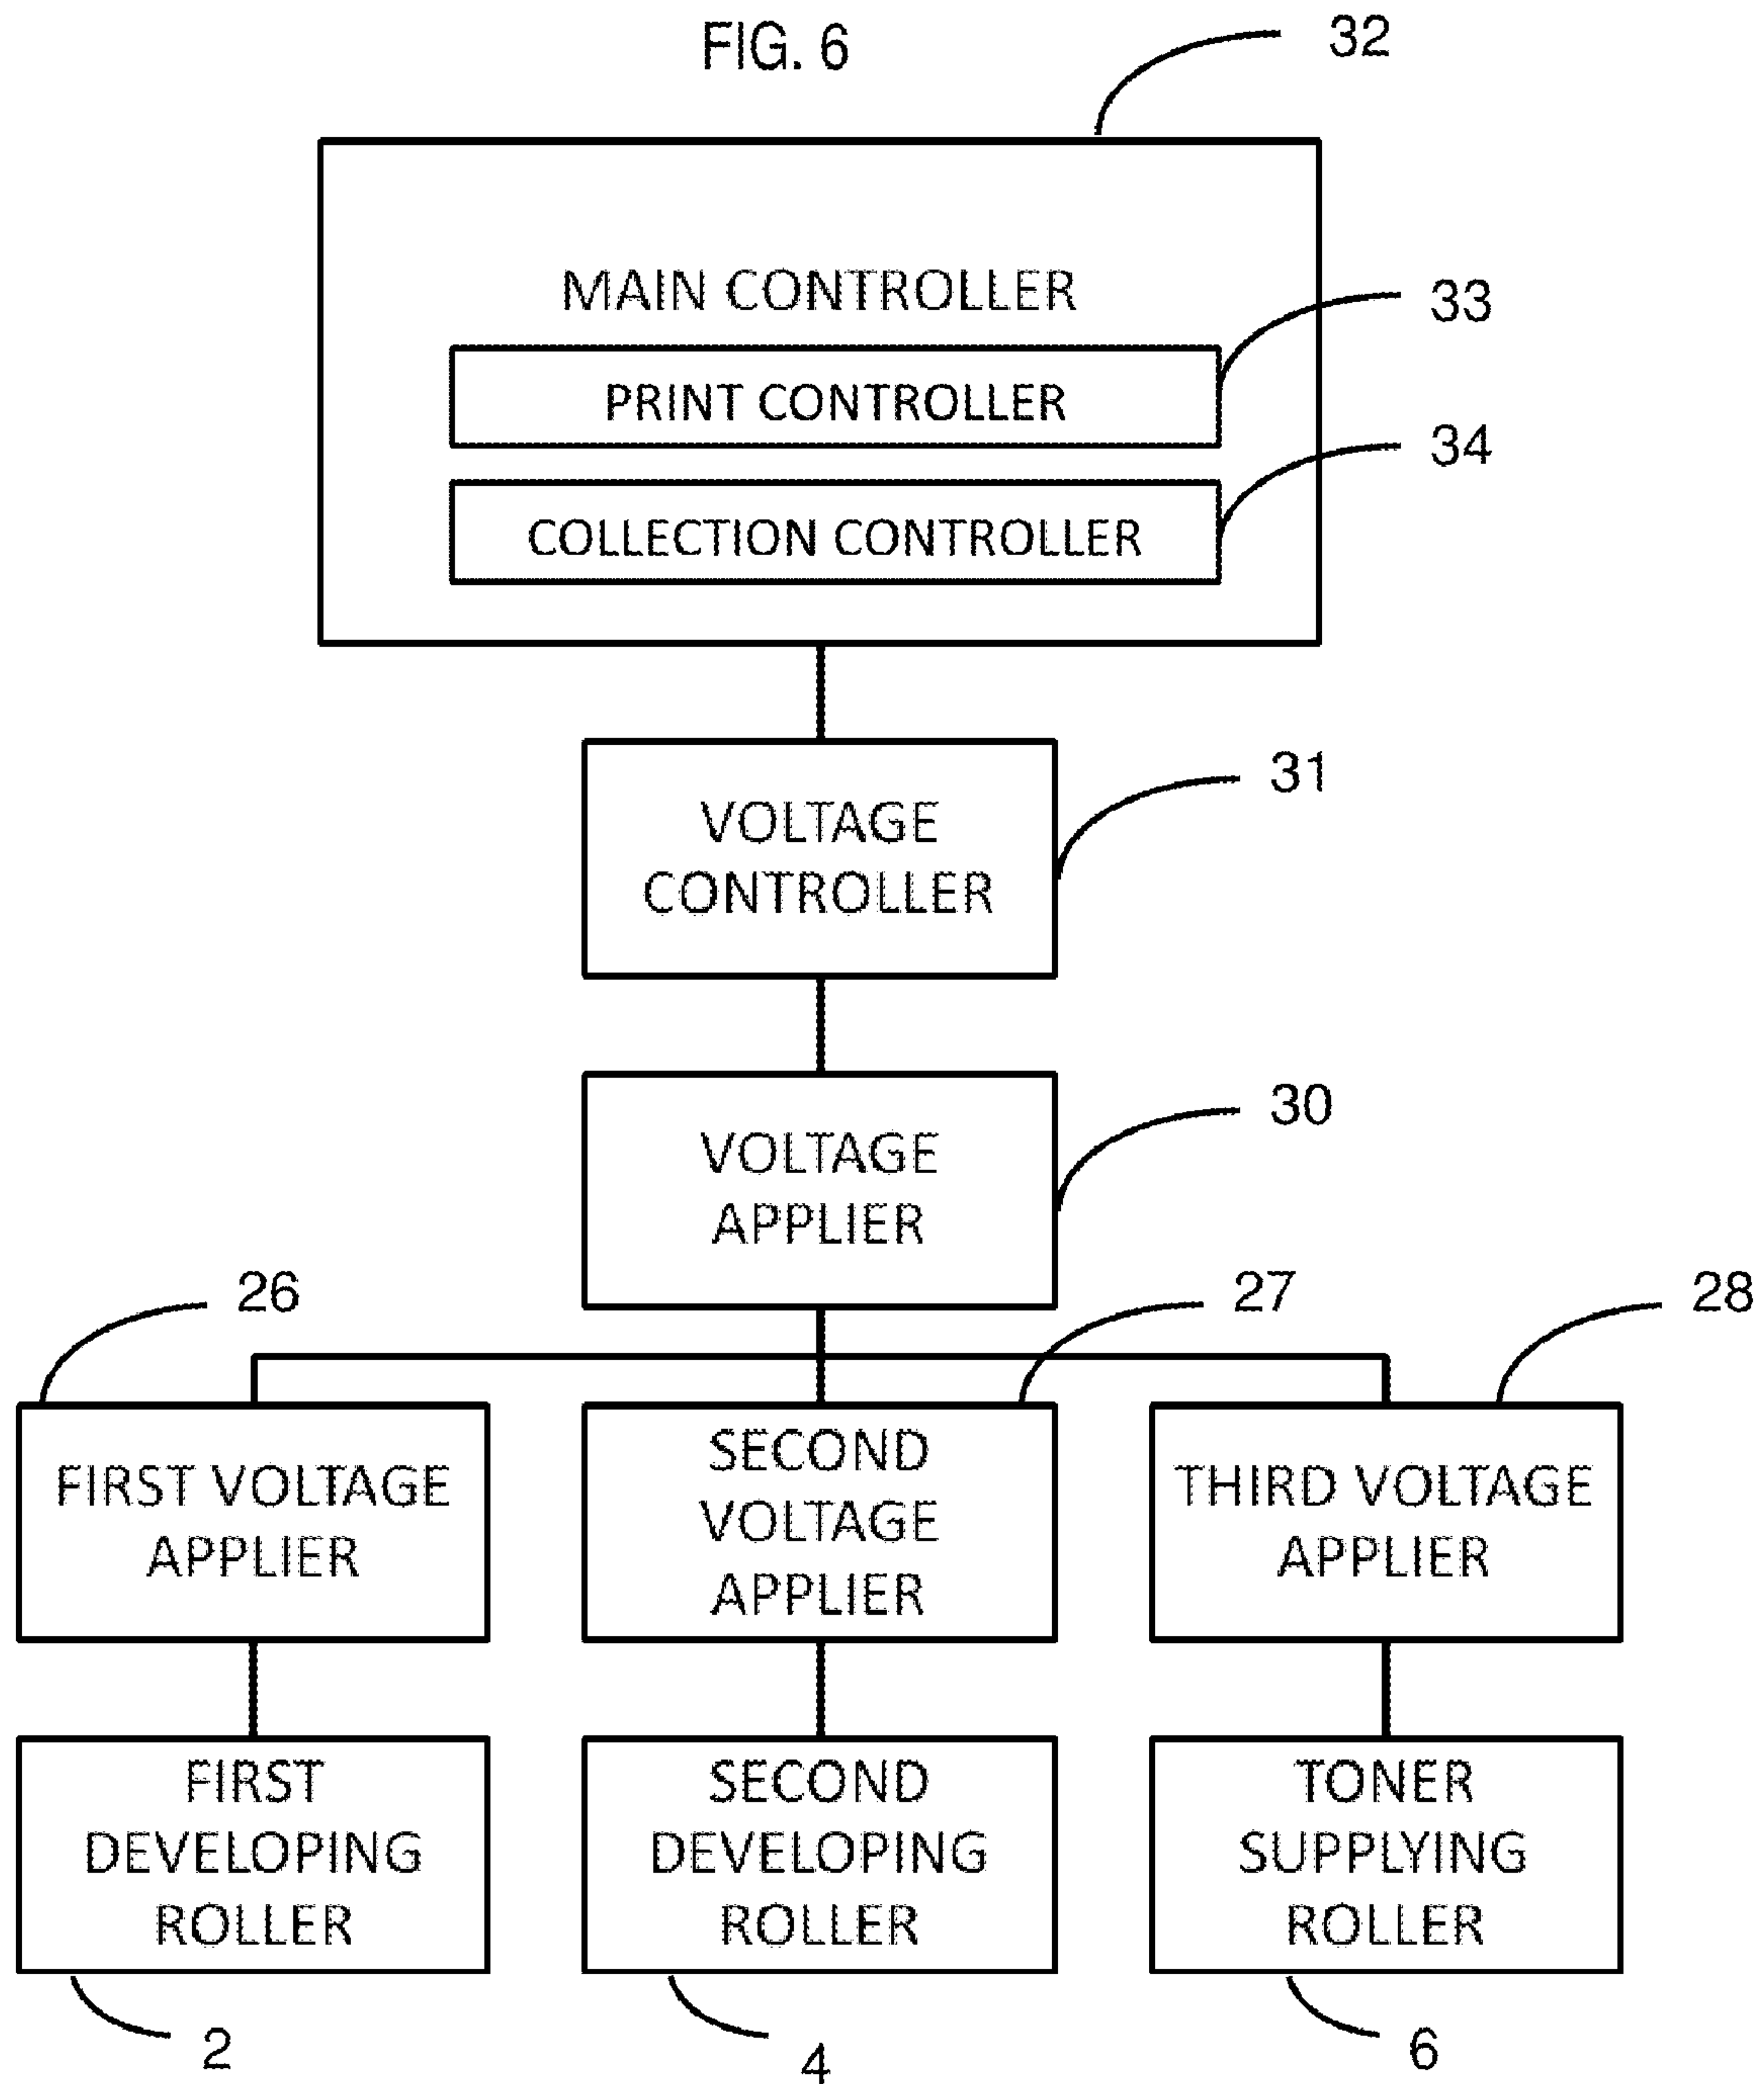 FIG. 6
32
MAIN CONTROLLER
33
PRINT CONTROLLER
34
COLLECTION CONTROLLER
31
VOLTAGE
CONTROLLER
30
VOLTAGE
APPLIER
26
27
28
FIRST VOLTAGE
APPLIER
SECOND
VOLTAGE
APPLIER
THIRD VOLTAGE
APPLIER
FIRST
DEVELOPING
ROLLER
SECOND
DEVELOPING
ROLLER
TONER
SUPPLYING
ROLLER
2
4
6